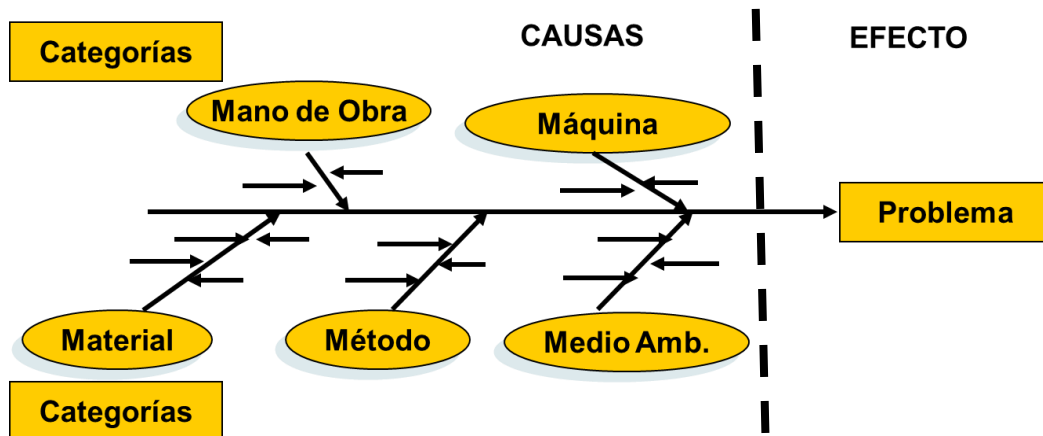 CAUSAS
EFECTO
Categorías
Mano de Obra
Máquina
Problema
Material
Método
Medio Amb.
Categorías